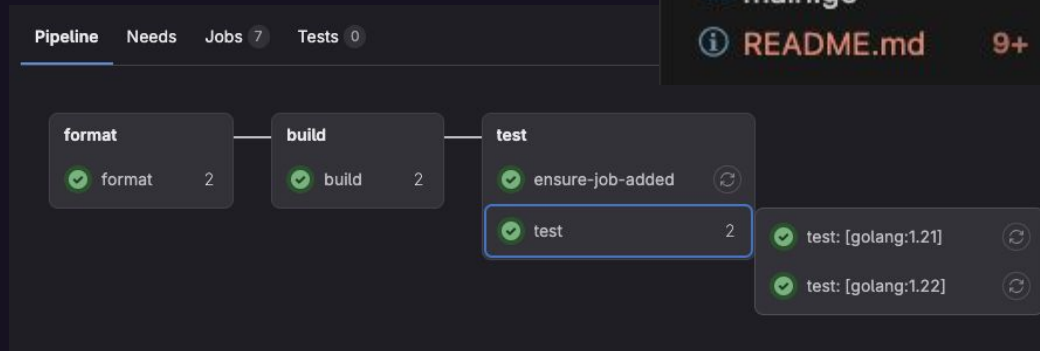 Pipeline Needs Jobs 7 Tests 0
README.md 9+
format
format 2
build
build 2
test
ensure-job-added
test 2
test: [golang:1.21]
test: [golang:1.22]